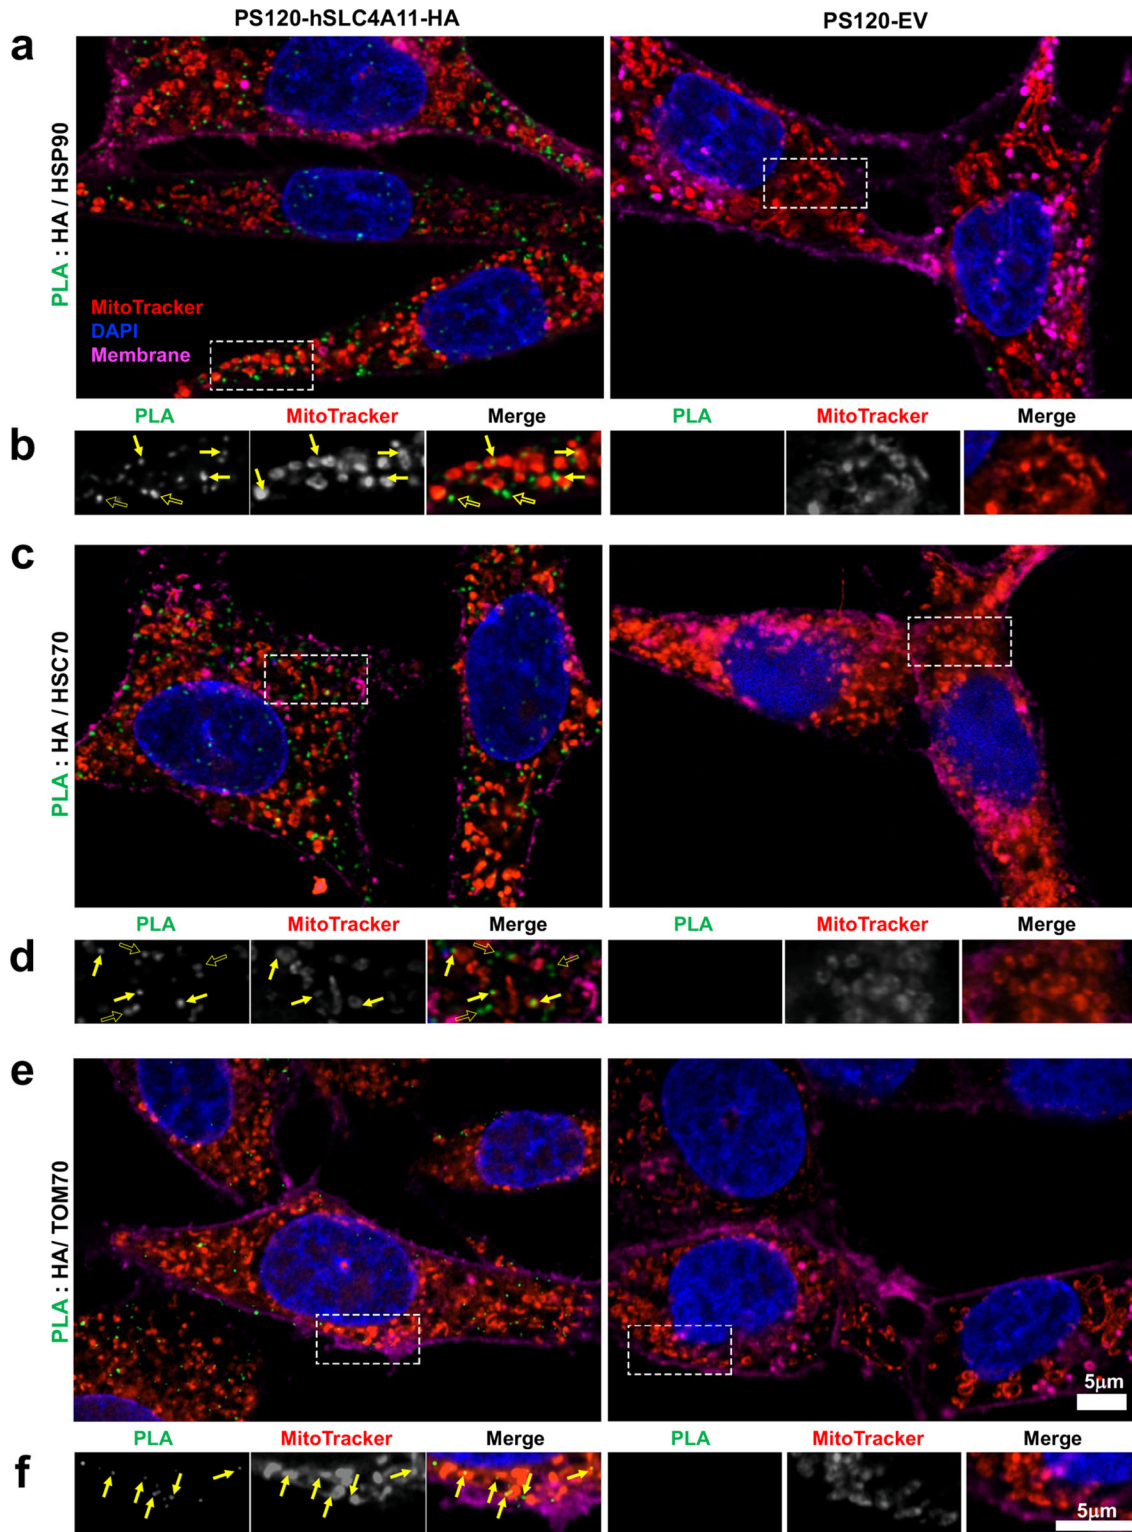 PS120-hSLC4A11-HA PS120-EV
a
PLA : HA / HSP90
MitoTracker
DAPI
Membrane
PLA MitoTracker Merge PLA MitoTracker Merge
b
c
PLA : HA / HSC70
PLA MitoTracker Merge PLA MitoTracker Merge
d
e
PLA : HA/ TOM70
5μm
PLA MitoTracker Merge PLA MitoTracker Merge
f
5μm